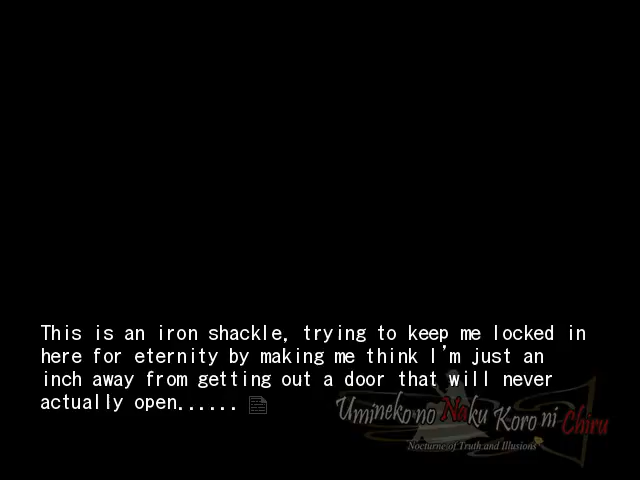 This is an iron shackle, trying to keep me locked in
here for eternity by making me think I'm just an
inch away from getting out a door that will never
actually open......
Umineko no Naku Koro ni Chiru
Nocturne of Truth and Illusions